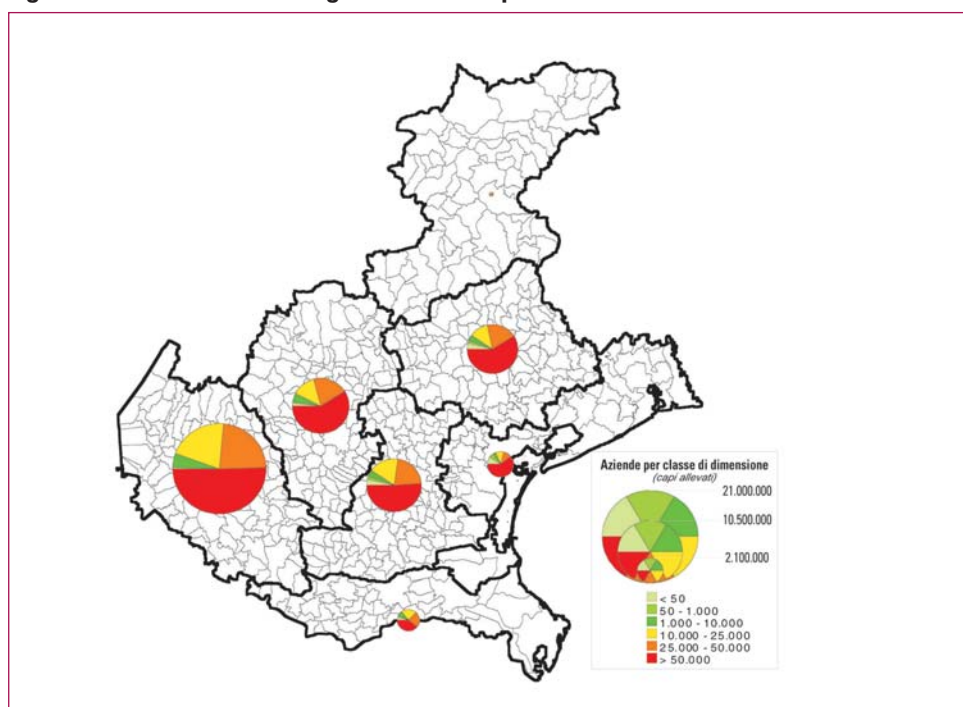 Aziende per classe di dimensione
(capi allevati)
21.000.000
10.500.000
2.100.000
< 50
50 - 1.000
1.000 - 10.000
10.000 - 25.000
25.000 - 50.000
> 50.000